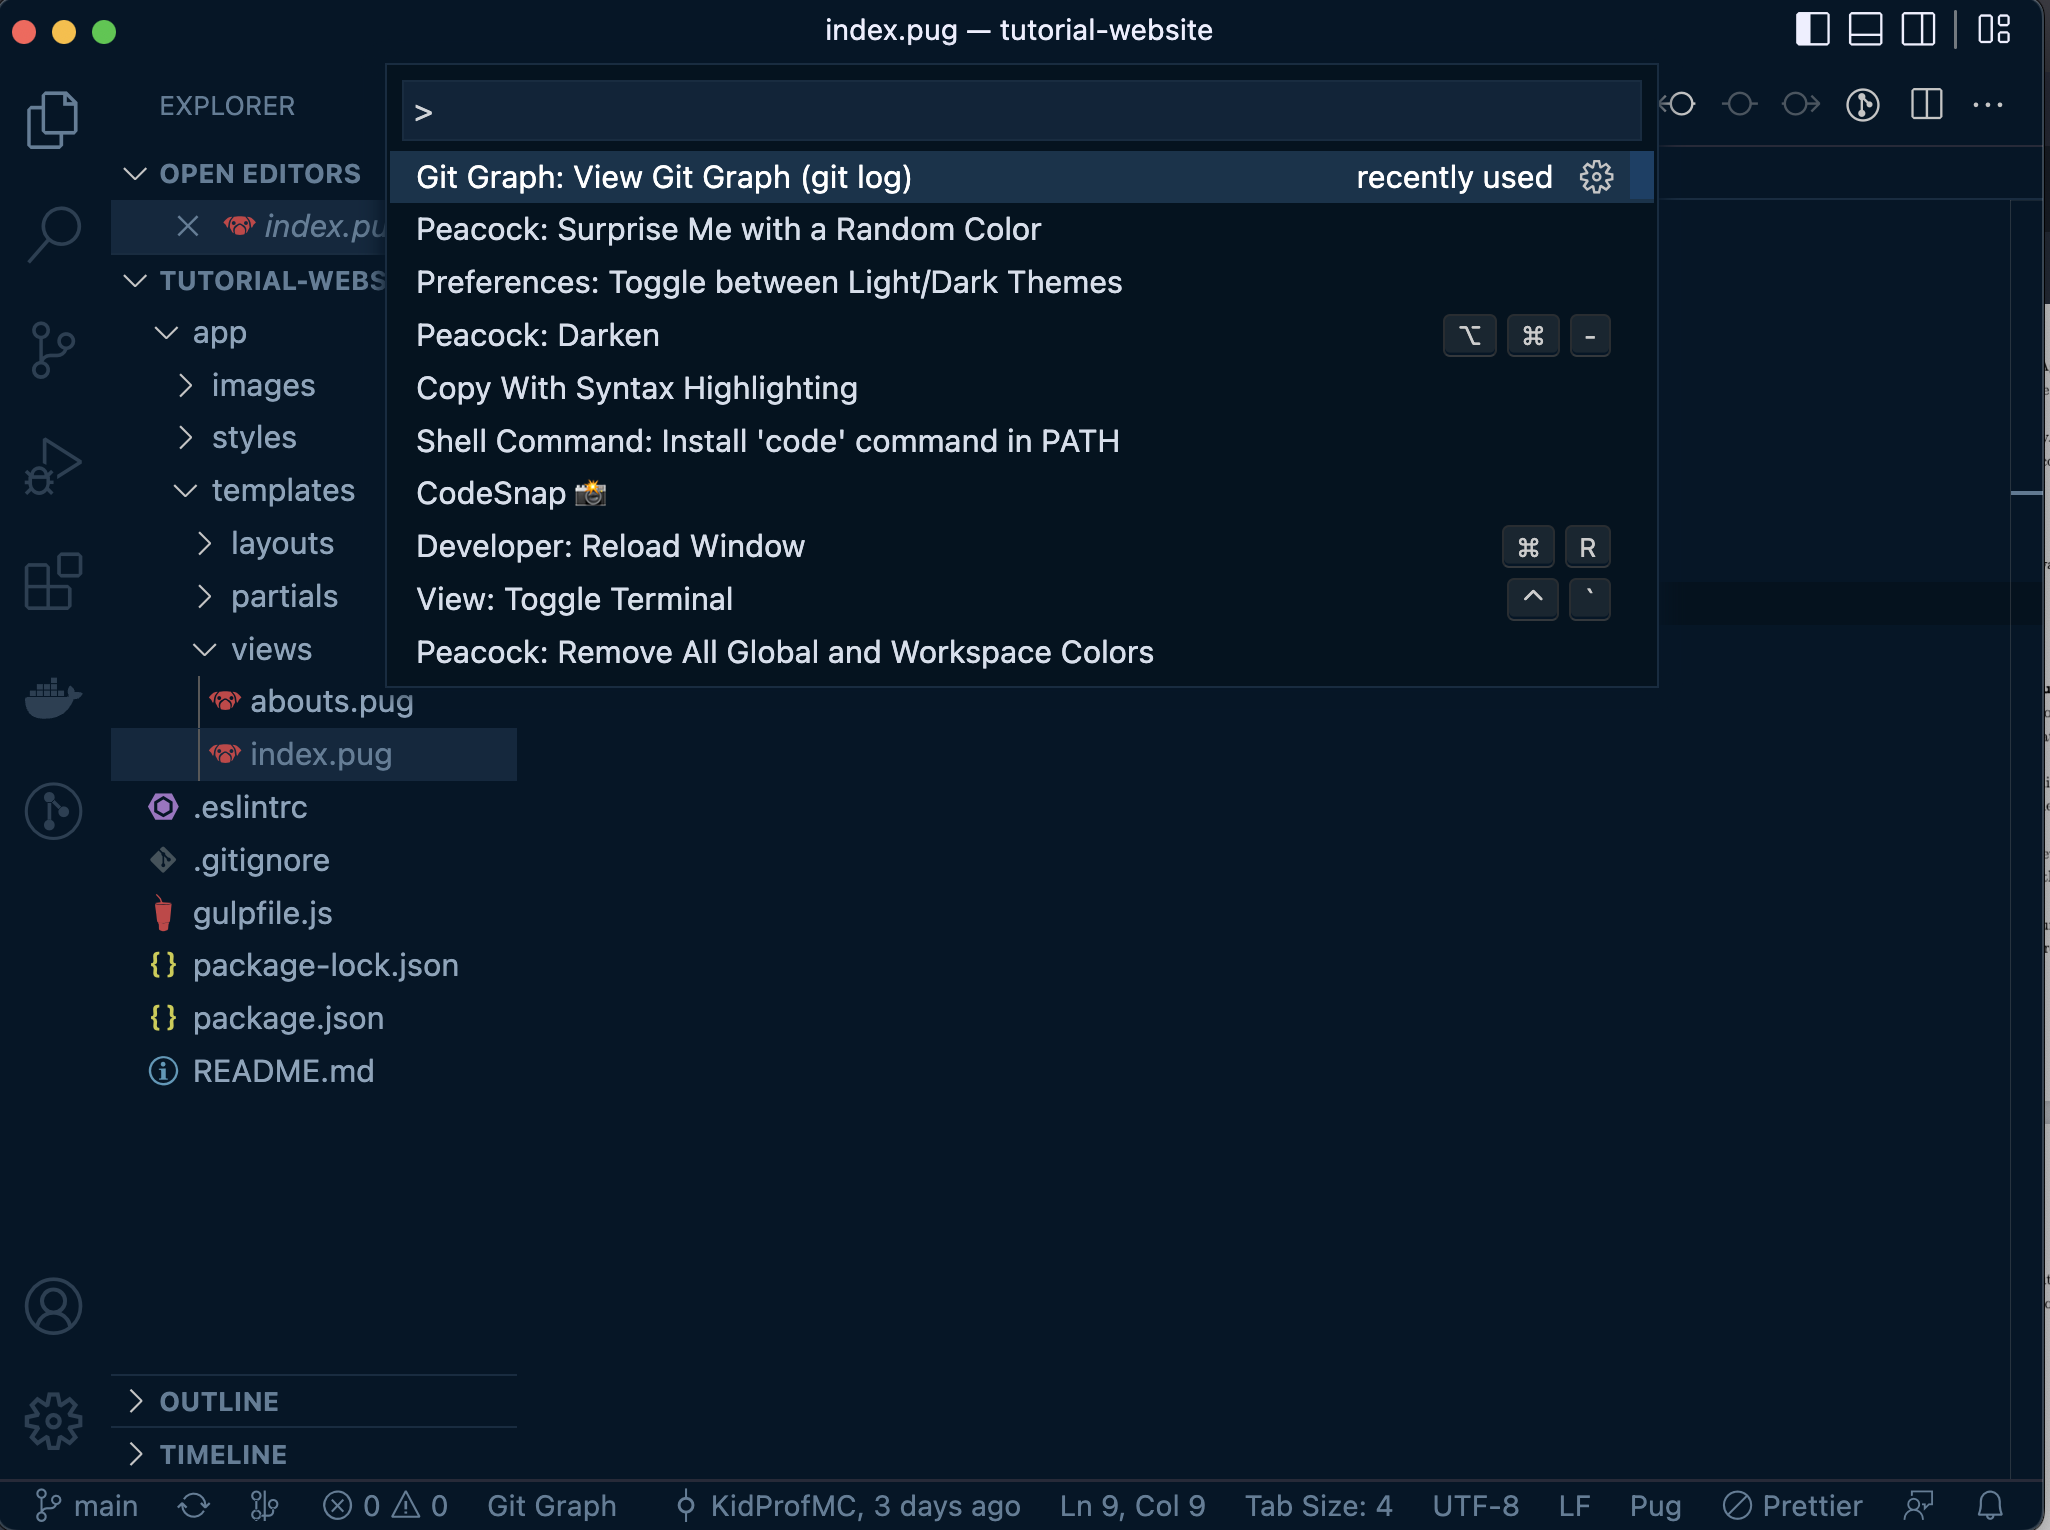 index.pug — tutorial-website
EXPLORER
>
OPEN EDITORS
index.pu
TUTORIAL-WEBS
app
images
styles
templates
layouts
partials
views
abouts.pug
index.pug
.eslintrc
.gitignore
gulpfile.js
package-lock.json
package.json
README.md
OUTLINE
TIMELINE
Git Graph: View Git Graph (git log) recently used
Peacock: Surprise Me with a Random Color
Preferences: Toggle between Light/Dark Themes
Peacock: Darken ⌥ ⌘ -
Copy With Syntax Highlighting
Shell Command: Install 'code' command in PATH
CodeSnap 📸
Developer: Reload Window ⌘ R
View: Toggle Terminal ^ `
Peacock: Remove All Global and Workspace Colors
main 0 0 Git Graph KidProfMC, 3 days ago Ln 9, Col 9 Tab Size: 4 UTF-8 LF Pug Prettier